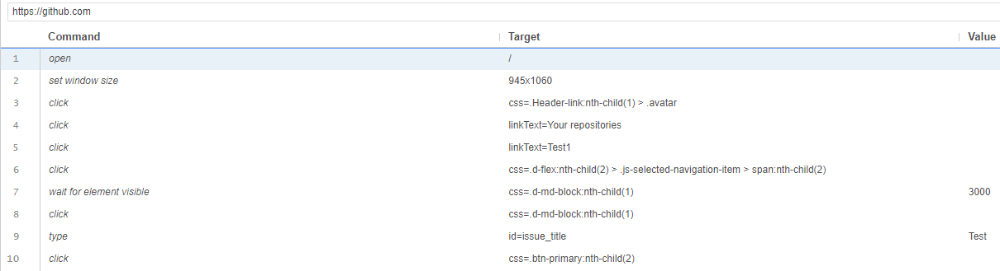 https://github.com
Command Target Value
1 open /
2 set window size 945x1060
3 click css=.Header-link:nth-child(1) > .avatar
4 click linkText=Your repositories
5 click linkText=Test1
6 click css=.d-flex:nth-child(2) > .js-selected-navigation-item > span:nth-child(2)
7 wait for element visible css=.d-md-block:nth-child(1) 3000
8 click css=.d-md-block:nth-child(1)
9 type id=issue_title Test
10 click css=.btn-primary:nth-child(2)